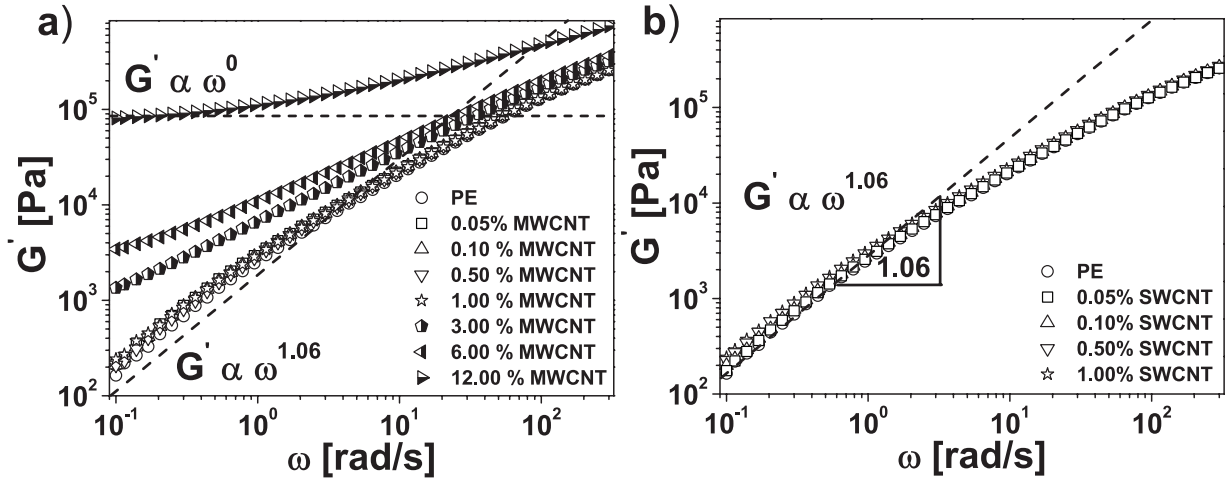 a)
G' α ω^0
G' α ω^1.06
G' [Pa]
10^5
10^4
10^3
10^2
10^-1 10^0 10^1 10^2
ω [rad/s]
PE
0.05% MWCNT
0.10 % MWCNT
0.50 % MWCNT
1.00 % MWCNT
3.00 % MWCNT
6.00 % MWCNT
12.00 % MWCNT
b)
G' α ω^1.06
1.06
G' [Pa]
10^5
10^4
10^3
10^2
10^-1 10^0 10^1 10^2
ω [rad/s]
PE
0.05% SWCNT
0.10% SWCNT
0.50% SWCNT
1.00% SWCNT